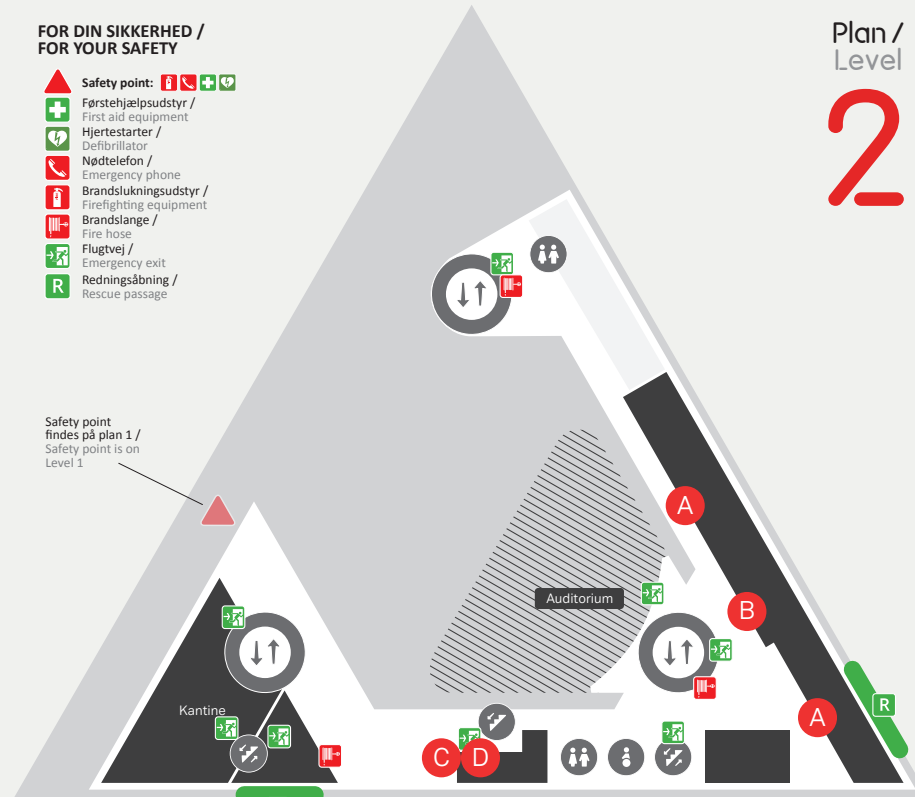 FOR DIN SIKKERHED /
FOR YOUR SAFETY
Safety point:
Førstehjælpsudstyr /
First aid equipment
Hjertestarter /
Defibrillator
Nødtelefon /
Emergency phone
Brandslukningsudstyr /
Firefighting equipment
Brandslange /
Fire hose
Flugtvej /
Emergency exit
R
Redningsåbning /
Rescue passage
Plan /
Level
2
Safety point
findes på plan 1 /
Safety point is on
Level 1
A
Auditorium
B
Kantine
A
R
C
D